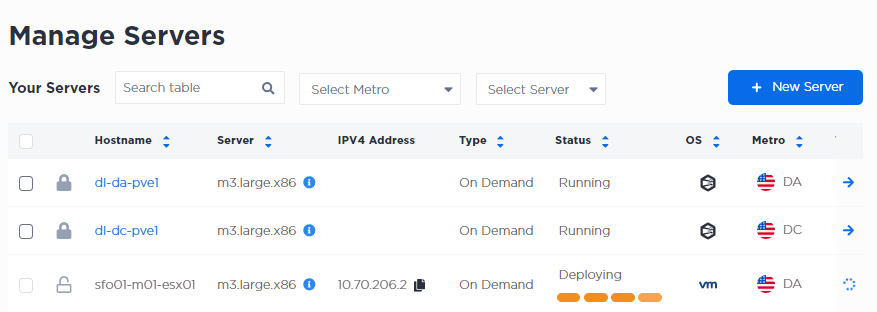 Manage Servers
Your Servers Search table Select Metro Select Server + New Server
Hostname Server IPV4 Address Type Status OS Metro
dl-da-pve1 m3.large.x86 On Demand Running DA
dl-dc-pve1 m3.large.x86 On Demand Running DC
sfo01-m01-esx01 m3.large.x86 10.70.206.2 On Demand Deploying vm DA